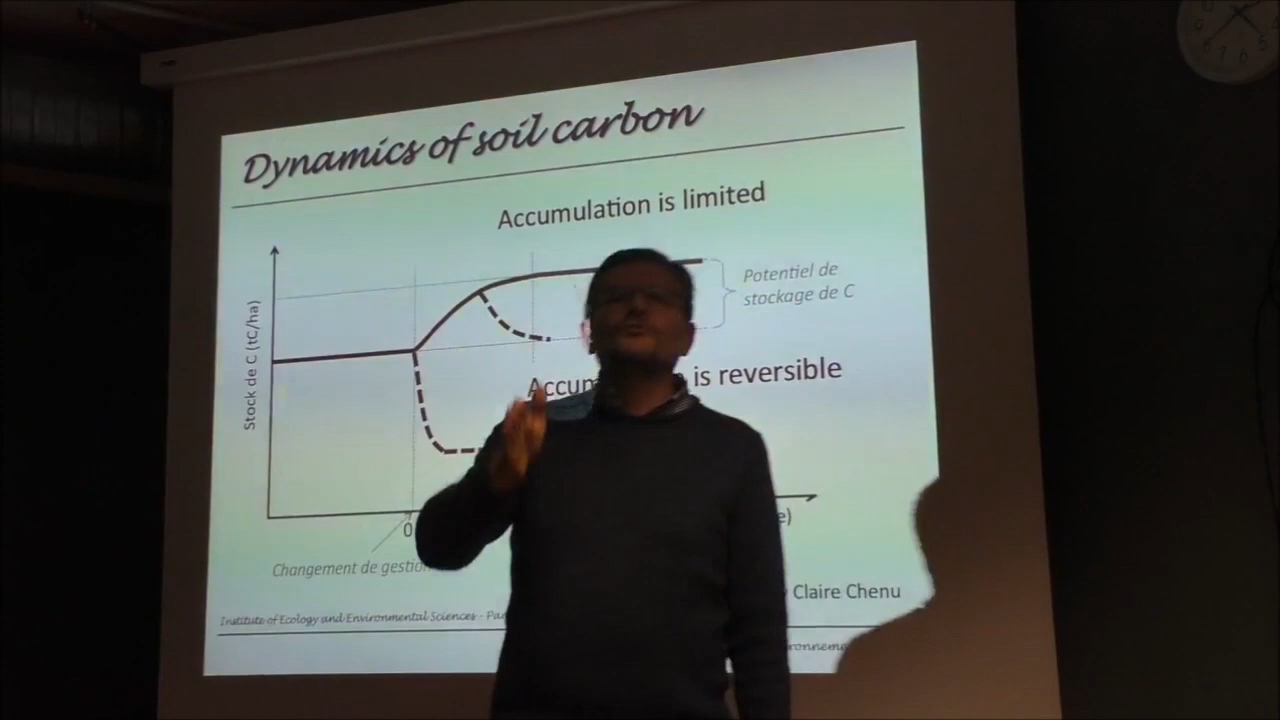 Dynamics of soil carbon
Accumulation is limited
Potentiel de
stockage de C
Stock de C (tC/ha)
is reversible
0
Changement de
Claire Chenu
Institute of Ecology and Environmental Sciences -